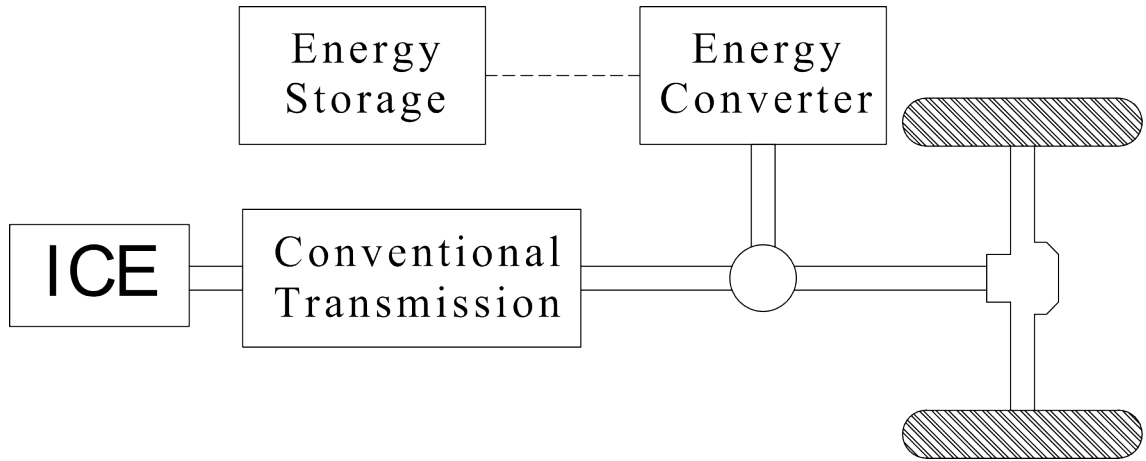 Energy
Storage
Energy
Converter
ICE
Conventional
Transmission